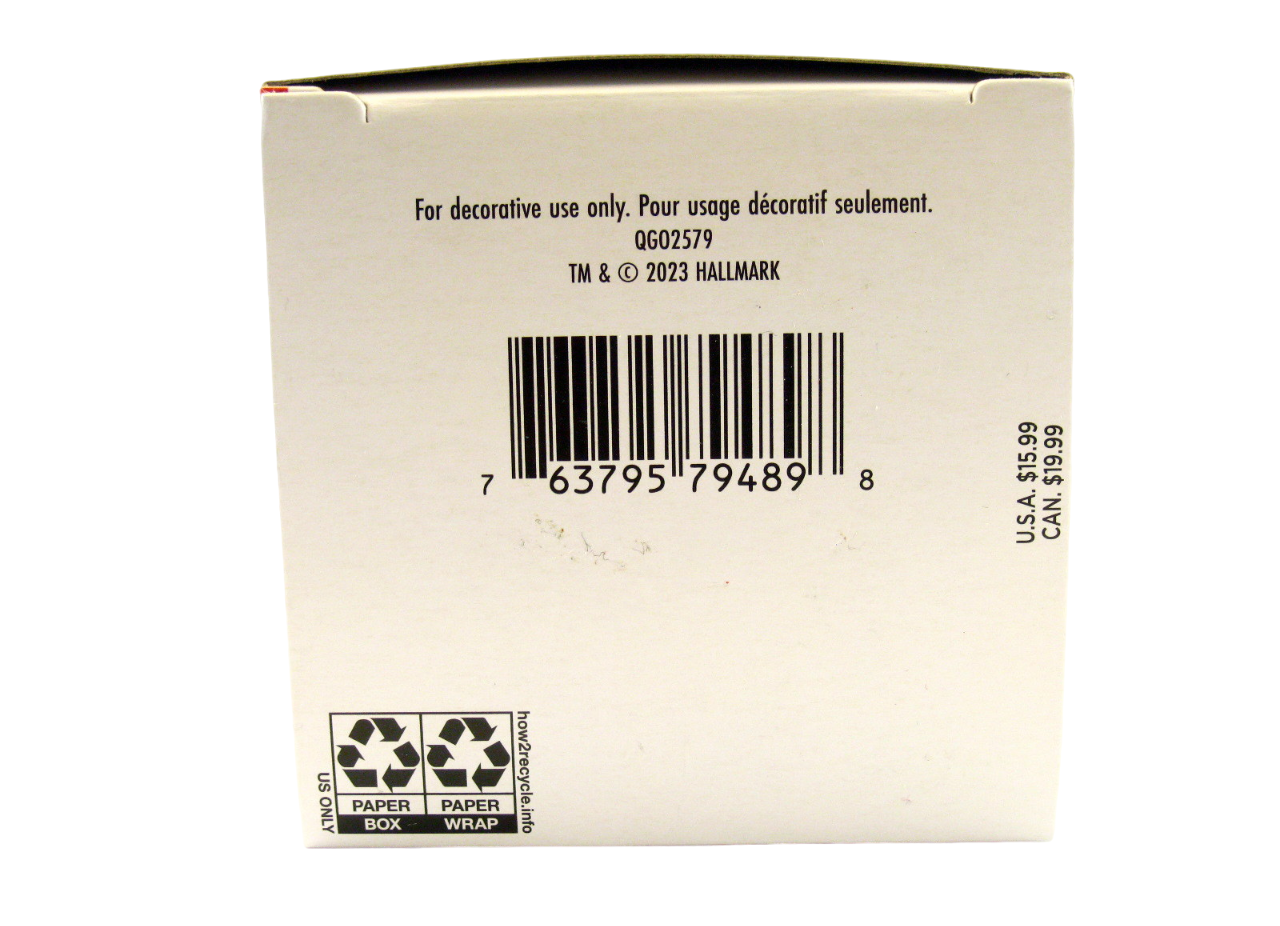 For decorative use only. Pour usage décoratif seulement.
QGO2579
TM & © 2023 HALLMARK
7 63795 79489 8
U.S.A. $15.99
CAN. $19.99
how2recycle.info
US ONLY
PAPER PAPER
BOX WRAP